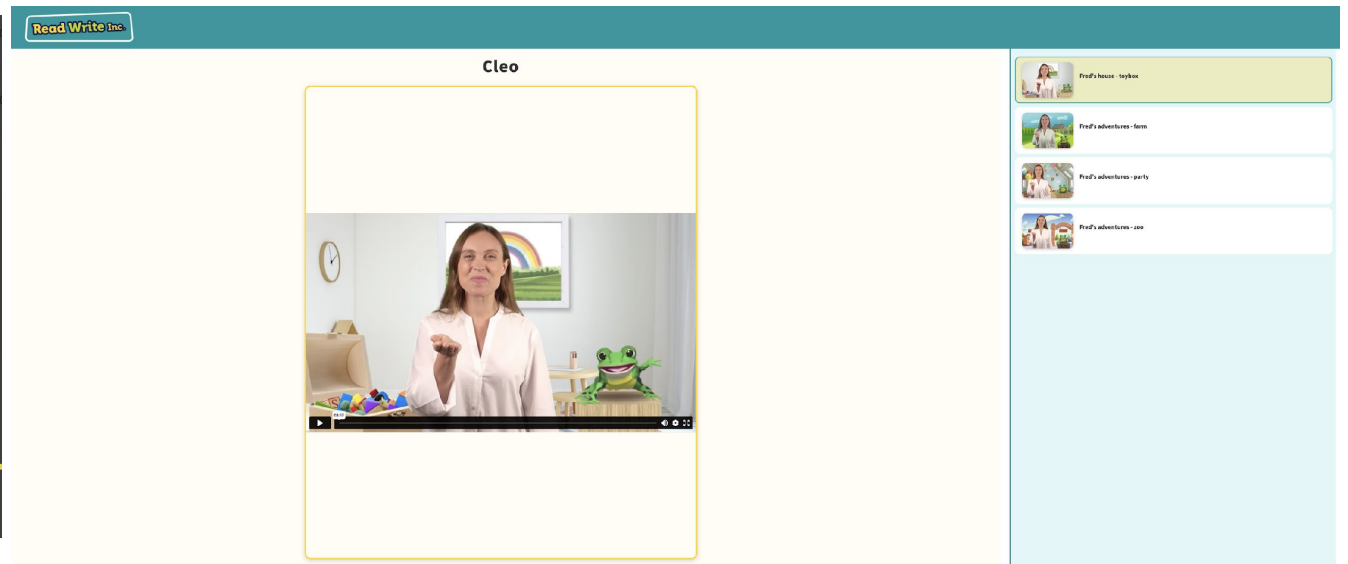 Read Write Inc.
Cleo
Fred's house - toybox
Fred's adventures - farm
Fred's adventures - party
Fred's adventures - zoo